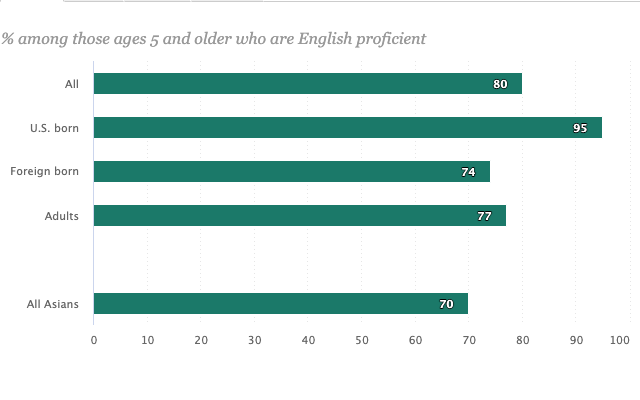 % among those ages 5 and older who are English proficient
All 80
U.S. born 95
Foreign born 74
Adults 77
All Asians 70
0 10 20 30 40 50 60 70 80 90 100